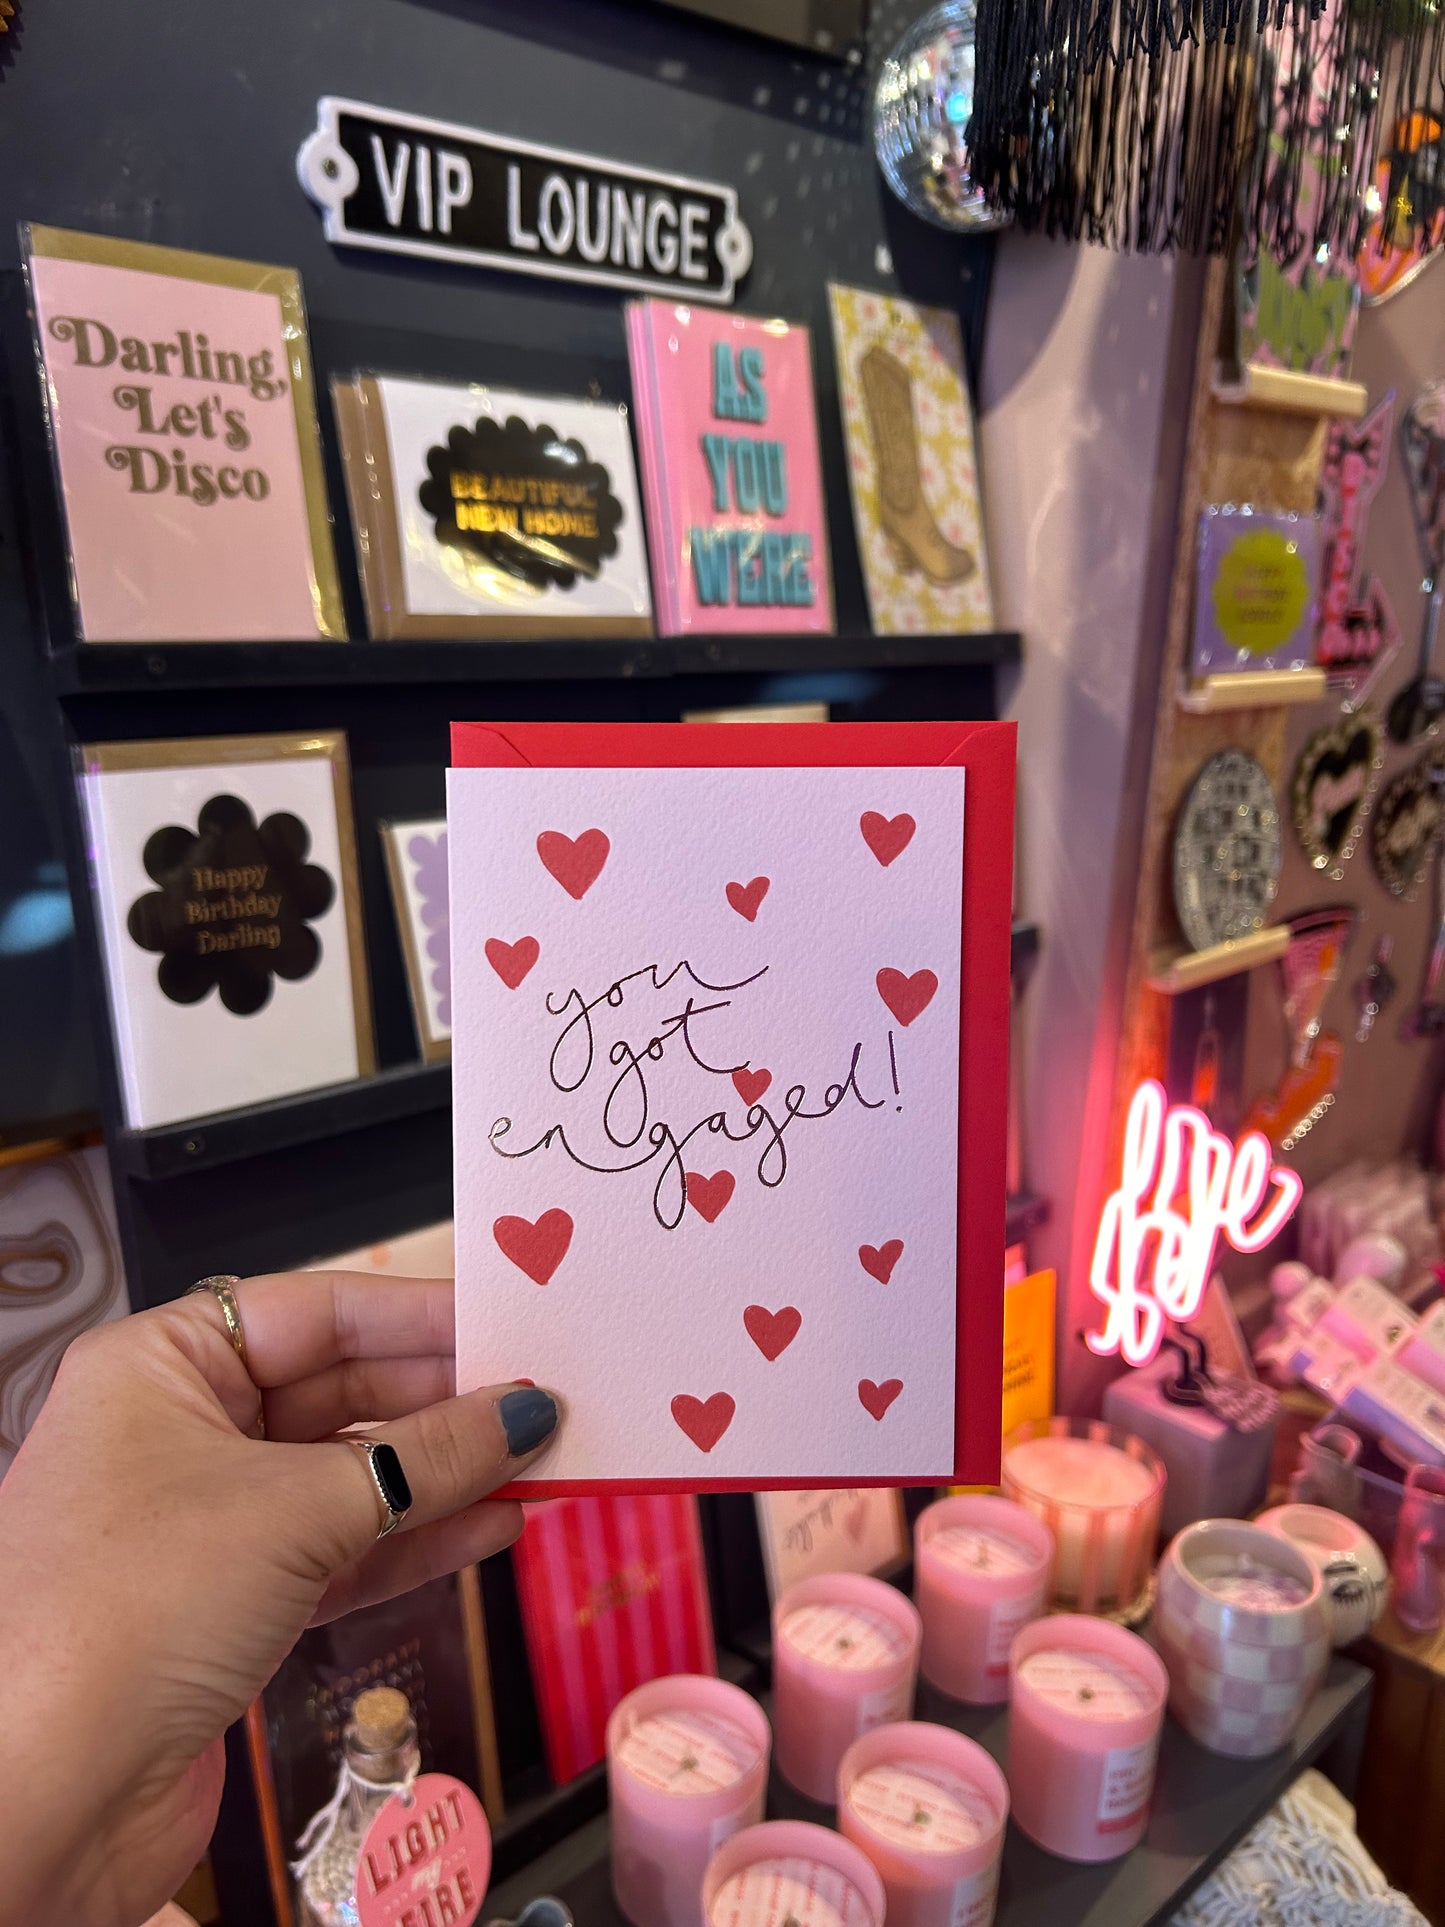 VIP LOUNGE
Darling,
Let's
Disco
BEAUTIFUL
NEW HOME
AS
YOU
WERE
Happy
Birthday
Darling
you
got
engaged!
LIGHT
my
FIRE